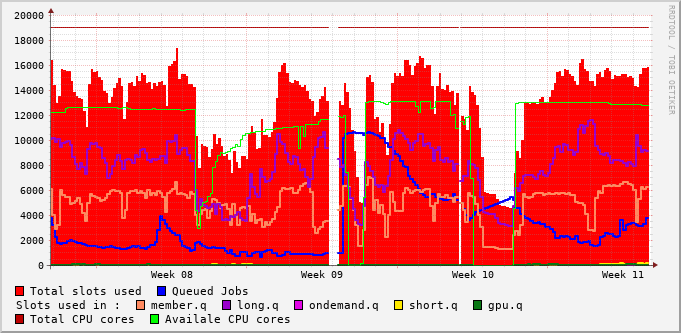 20000
18000
16000
14000
12000
10000
8000
6000
4000
2000
0
Week 08 Week 09 Week 10 Week 11
RRDTOOL / TOBI OETIKER
Total slots used Queued Jobs
Slots used in : member.q long.q ondemand.q short.q gpu.q
Total CPU cores Availale CPU cores